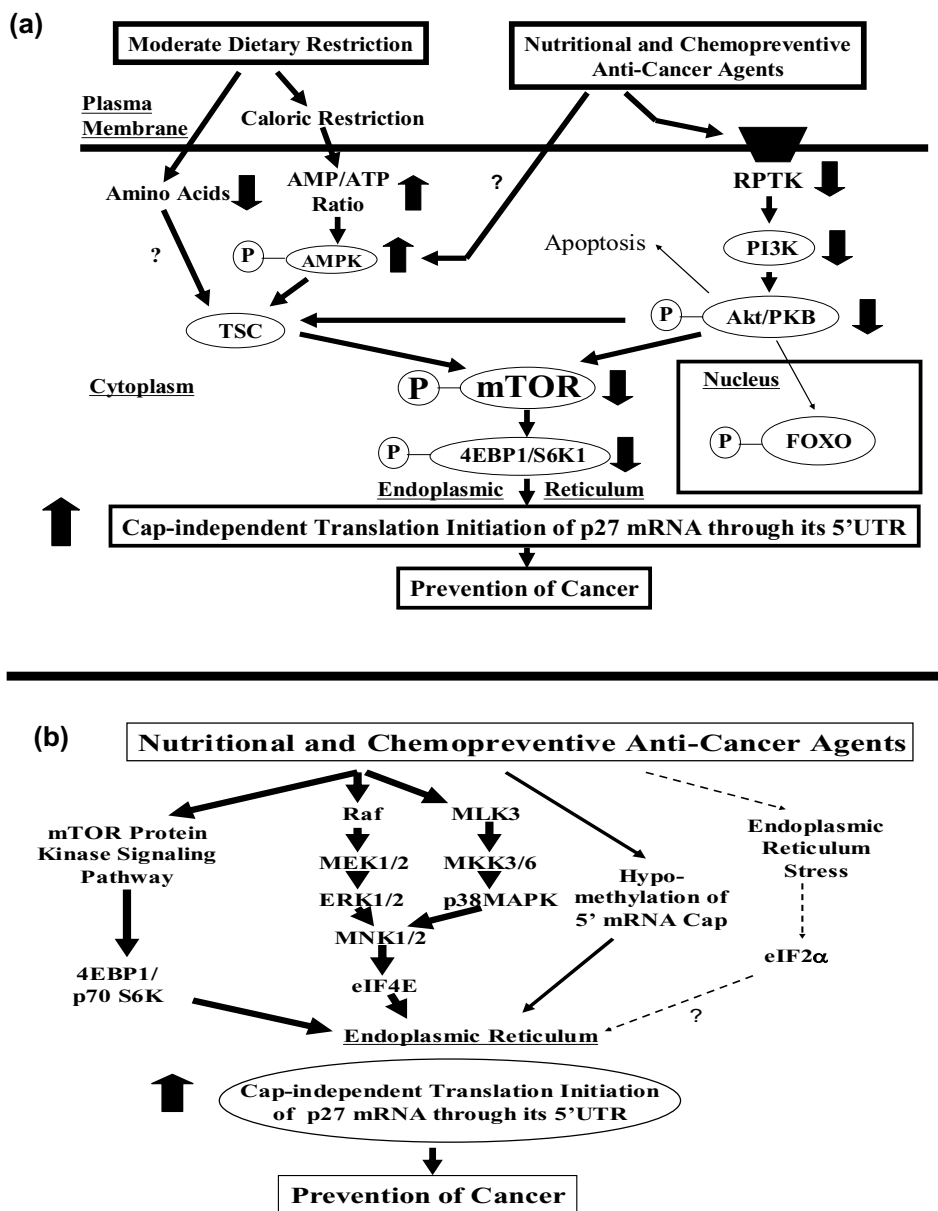 (a)
Moderate Dietary Restriction
Nutritional and Chemopreventive
Anti-Cancer Agents
Plasma
Membrane
Caloric Restriction
Amino Acids
AMP/ATP
Ratio
?
RPTK
?
P
AMPK
Apoptosis
PI3K
TSC
P
Akt/PKB
Cytoplasm
P
mTOR
Nucleus
P
FOXO
P
4EBP1/S6K1
Endoplasmic Reticulum
Cap-independent Translation Initiation of p27 mRNA through its 5'UTR
Prevention of Cancer
(b)
Nutritional and Chemopreventive Anti-Cancer Agents
mTOR Protein
Kinase Signaling
Pathway
4EBP1/
p70 S6K
Raf
MEK1/2
ERK1/2
MLK3
MKK3/6
p38MAPK
MNK1/2
eIF4E
Hypo-
methylation of
5' mRNA Cap
Endoplasmic
Reticulum
Stress
eIF2α
?
Endoplasmic Reticulum
Cap-independent Translation Initiation
of p27 mRNA through its 5'UTR
Prevention of Cancer